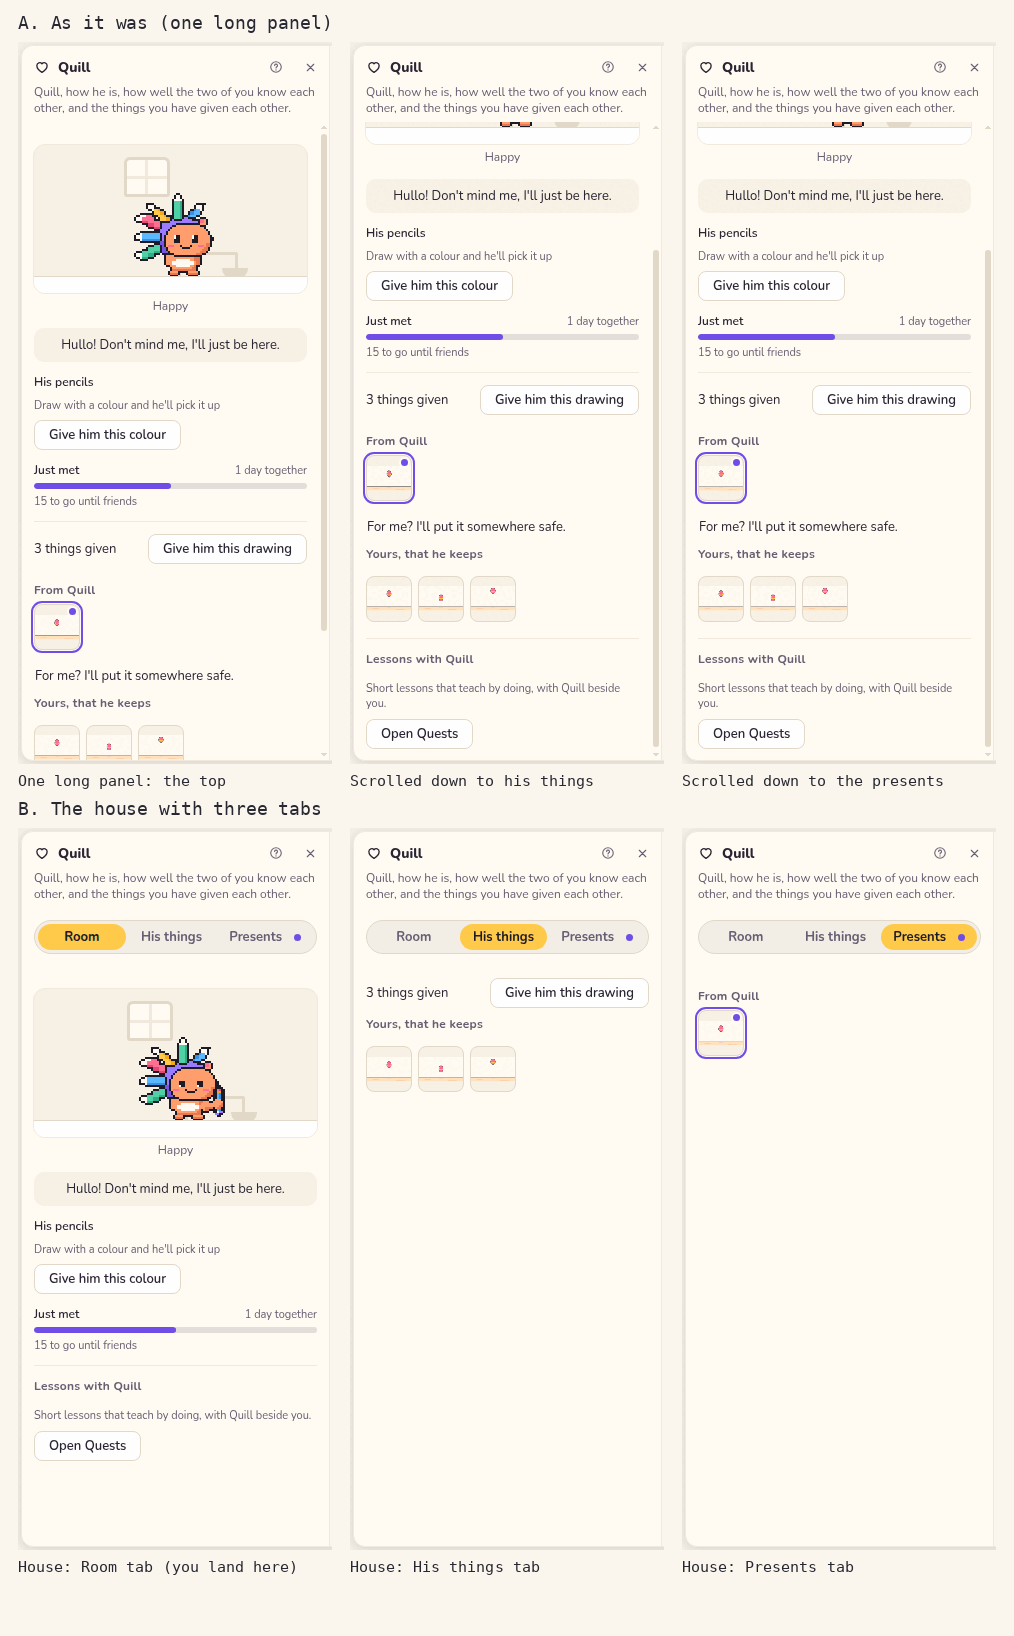 A. As it was (one long panel)
Quill
Quill, how he is, how well the two of you know each
other, and the things you have given each other.
Happy
Hullo! Don't mind me, I'll just be here.
His pencils
Draw with a colour and he'll pick it up
Give him this colour
Just met 1 day together
15 to go until friends
3 things given Give him this drawing
From Quill
For me? I'll put it somewhere safe.
Yours, that he keeps
One long panel: the top
Quill
Quill, how he is, how well the two of you know each
other, and the things you have given each other.
Happy
Hullo! Don't mind me, I'll just be here.
His pencils
Draw with a colour and he'll pick it up
Give him this colour
Just met 1 day together
15 to go until friends
3 things given Give him this drawing
From Quill
For me? I'll put it somewhere safe.
Yours, that he keeps
Lessons with Quill
Short lessons that teach by doing, with Quill beside
you.
Open Quests
Scrolled down to his things
Quill
Quill, how he is, how well the two of you know each
other, and the things you have given each other.
Happy
Hullo! Don't mind me, I'll just be here.
His pencils
Draw with a colour and he'll pick it up
Give him this colour
Just met 1 day together
15 to go until friends
3 things given Give him this drawing
From Quill
For me? I'll put it somewhere safe.
Yours, that he keeps
Lessons with Quill
Short lessons that teach by doing, with Quill beside
you.
Open Quests
Scrolled down to the presents
B. The house with three tabs
Quill
Quill, how he is, how well the two of you know each
other, and the things you have given each other.
Room His things Presents
Happy
Hullo! Don't mind me, I'll just be here.
His pencils
Draw with a colour and he'll pick it up
Give him this colour
Just met 1 day together
15 to go until friends
Lessons with Quill
Short lessons that teach by doing, with Quill beside you.
Open Quests
House: Room tab (you land here)
Quill
Quill, how he is, how well the two of you know each
other, and the things you have given each other.
Room His things Presents
3 things given Give him this drawing
Yours, that he keeps
House: His things tab
Quill
Quill, how he is, how well the two of you know each
other, and the things you have given each other.
Room His things Presents
From Quill
House: Presents tab